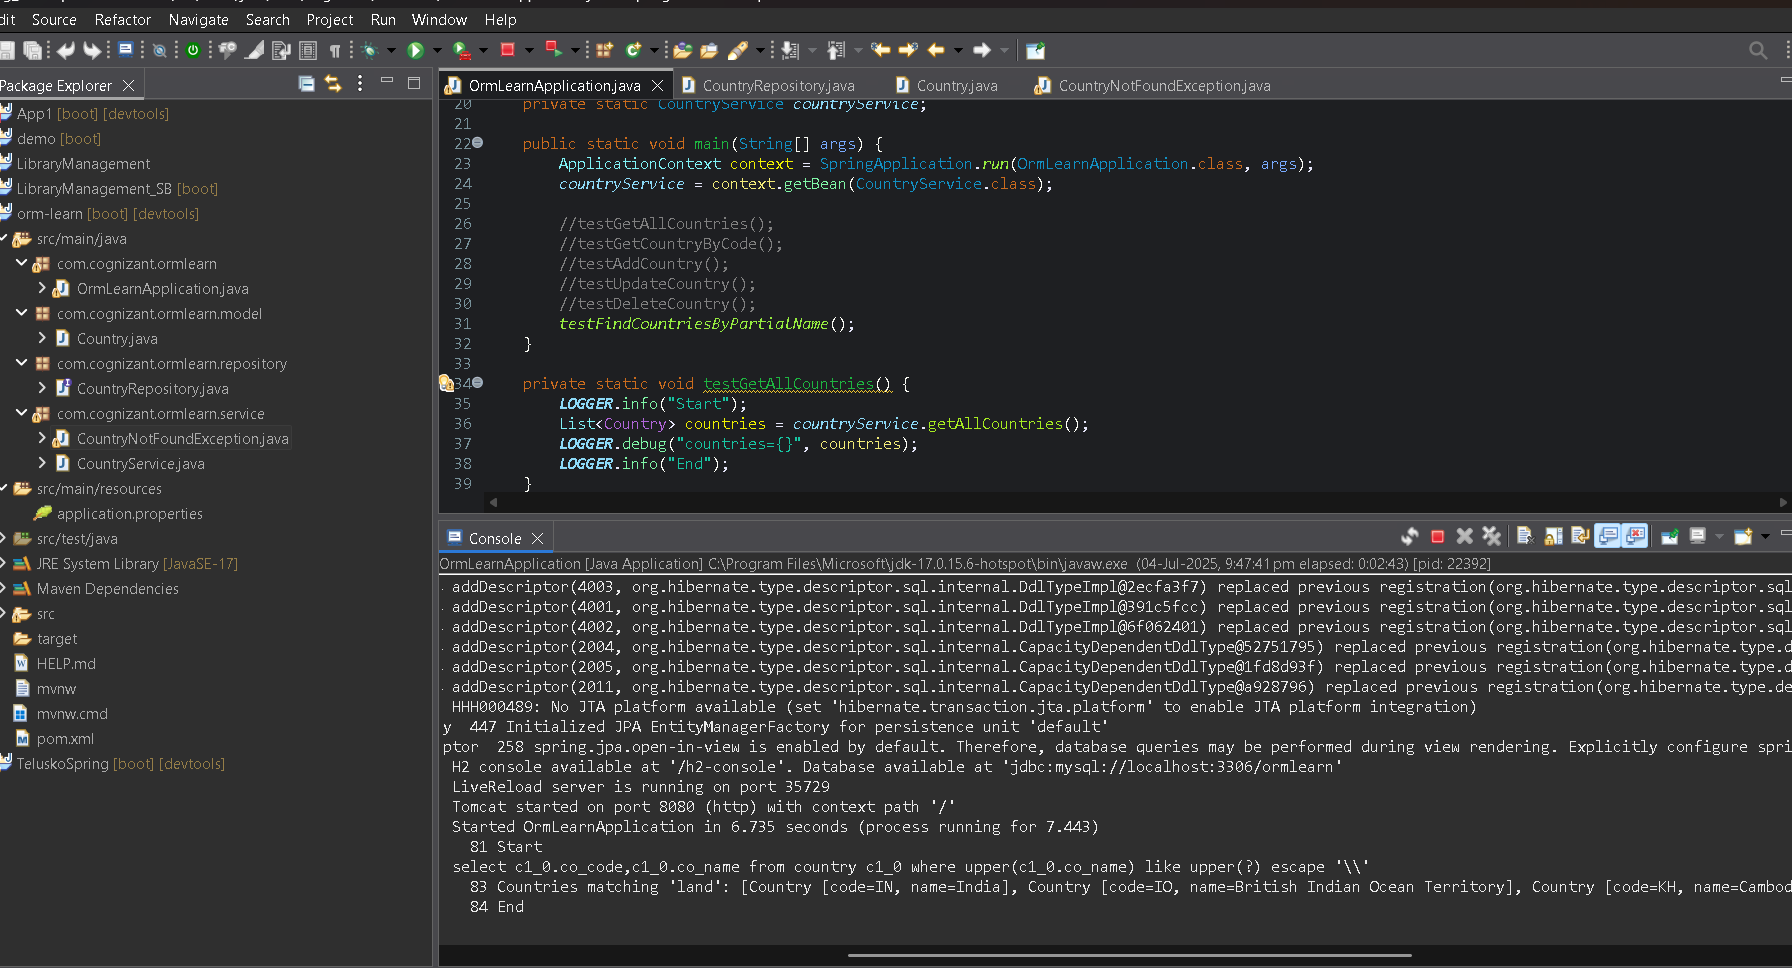 dit Source Refactor Navigate Search Project Run Window Help
Package Explorer
App1 [boot] [devtools]
demo [boot]
LibraryManagement
LibraryManagement_SB [boot]
orm-learn [boot] [devtools]
src/main/java
com.cognizant.ormlearn
OrmLearnApplication.java
com.cognizant.ormlearn.model
Country.java
com.cognizant.ormlearn.repository
CountryRepository.java
com.cognizant.ormlearn.service
CountryNotFoundException.java
CountryService.java
src/main/resources
application.properties
src/test/java
JRE System Library [JavaSE-17]
Maven Dependencies
src
target
HELP.md
mvnw
mvnw.cmd
pom.xml
TeluskoSpring [boot] [devtools]
OrmLearnApplication.java CountryRepository.java Country.java CountryNotFoundException.java
20 private static CountryService countryService;
21
22 public static void main(String[] args) {
23 ApplicationContext context = SpringApplication.run(OrmLearnApplication.class, args);
24 countryService = context.getBean(CountryService.class);
25
26 //testGetAllCountries();
27 //testGetCountryByCode();
28 //testAddCountry();
29 //testUpdateCountry();
30 //testDeleteCountry();
31 testFindCountriesByPartialName();
32 }
33
34 private static void testGetAllCountries() {
35 LOGGER.info("Start");
36 List<Country> countries = countryService.getAllCountries();
37 LOGGER.debug("countries={}", countries);
38 LOGGER.info("End");
39 }
Console
OrmLearnApplication [Java Application] C:\Program Files\Microsoft\jdk-17.0.15.6-hotspot\bin\javaw.exe (04-Jul-2025, 9:47:41 pm elapsed: 0:02:43) [pid: 22392]
addDescriptor(4003, org.hibernate.type.descriptor.sql.internal.DdlTypeImpl@2ecfa3f7) replaced previous registration(org.hibernate.type.descriptor.sql
addDescriptor(4001, org.hibernate.type.descriptor.sql.internal.DdlTypeImpl@391c5fcc) replaced previous registration(org.hibernate.type.descriptor.sql
addDescriptor(4002, org.hibernate.type.descriptor.sql.internal.DdlTypeImpl@6f062401) replaced previous registration(org.hibernate.type.descriptor.sql
addDescriptor(2004, org.hibernate.type.descriptor.sql.internal.CapacityDependentDdlType@52751795) replaced previous registration(org.hibernate.type.d
addDescriptor(2005, org.hibernate.type.descriptor.sql.internal.CapacityDependentDdlType@1fd8d93f) replaced previous registration(org.hibernate.type.d
addDescriptor(2011, org.hibernate.type.descriptor.sql.internal.CapacityDependentDdlType@a928796) replaced previous registration(org.hibernate.type.de
HHH000489: No JTA platform available (set 'hibernate.transaction.jta.platform' to enable JTA platform integration)
y 447 Initialized JPA EntityManagerFactory for persistence unit 'default'
ptor 258 spring.jpa.open-in-view is enabled by default. Therefore, database queries may be performed during view rendering. Explicitly configure spri
H2 console available at '/h2-console'. Database available at 'jdbc:mysql://localhost:3306/ormlearn'
LiveReload server is running on port 35729
Tomcat started on port 8080 (http) with context path '/'
Started OrmLearnApplication in 6.735 seconds (process running for 7.443)
81 Start
select c1_0.co_code,c1_0.co_name from country c1_0 where upper(c1_0.co_name) like upper(?) escape '\\'
83 Countries matching 'land': [Country [code=IN, name=India], Country [code=IO, name=British Indian Ocean Territory], Country [code=KH, name=Cambod
84 End